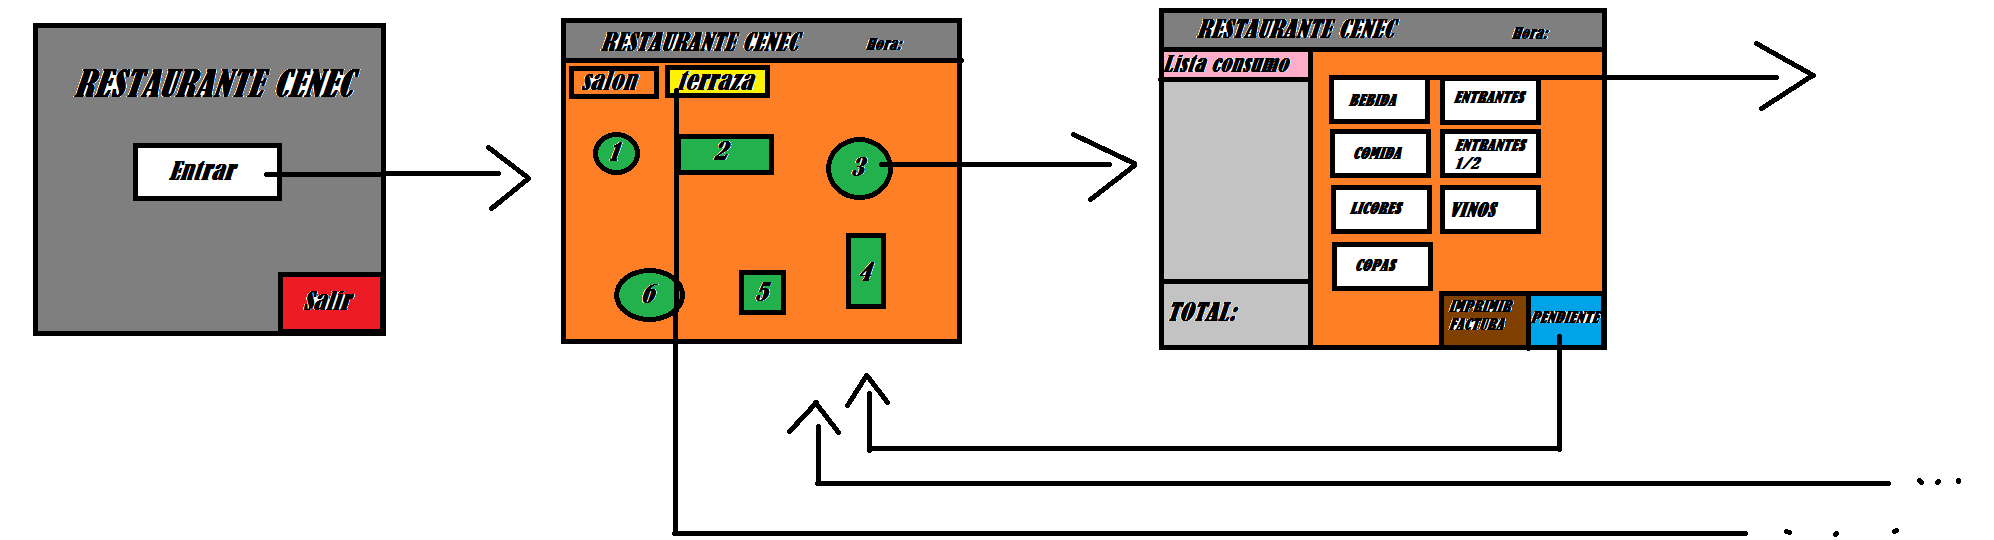 RESTAURANTE CENEC
Entrar
Salir
RESTAURANTE CENEC
Hora:
salon
terraza
1
2
3
6
5
4
RESTAURANTE CENEC
Hora:
Lista consumo
BEBIDA
ENTRANTES
COMIDA
ENTRANTES
1/2
LICORES
VINOS
COPAS
TOTAL:
IMPRIMIR
FACTURA
PENDIENTE